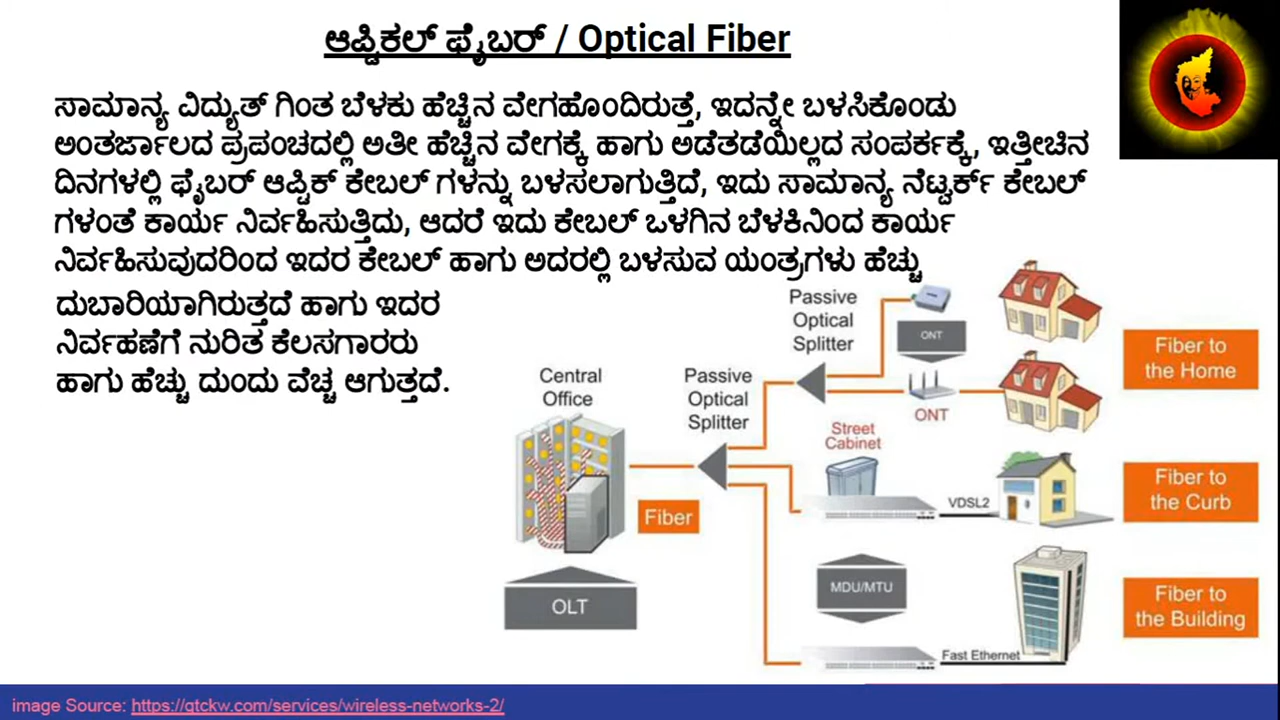 ಆಪ್ಟಿಕಲ್ ಫೈಬರ್ / Optical Fiber
ಸಾಮಾನ್ಯ ವಿದ್ಯುತ್ ಗಿಂತ ಬೆಳಕು ಹೆಚ್ಚಿನ ವೇಗಹೊಂದಿರುತ್ತೆ, ಇದನ್ನೇ ಬಳಸಿಕೊಂಡು
ಅಂತರ್ಜಾಲದ ಪ್ರಪಂಚದಲ್ಲಿ ಅತೀ ಹೆಚ್ಚಿನ ವೇಗಕ್ಕೆ ಹಾಗು ಅಡೆತಡೆಯಿಲ್ಲದ ಸಂಪರ್ಕಕ್ಕೆ, ಇತ್ತೀಚಿನ
ದಿನಗಳಲ್ಲಿ ಫೈಬರ್ ಆಪ್ಟಿಕ್ ಕೇಬಲ್ ಗಳನ್ನು ಬಳಸಲಾಗುತ್ತಿದೆ, ಇದು ಸಾಮಾನ್ಯ ನೆಟ್ವರ್ಕ್ ಕೇಬಲ್
ಗಳಂತೆ ಕಾರ್ಯ ನಿರ್ವಹಿಸುತ್ತಿದು, ಆದರೆ ಇದು ಕೇಬಲ್ ಒಳಗಿನ ಬೆಳಕಿನಿಂದ ಕಾರ್ಯ
ನಿರ್ವಹಿಸುವುದರಿಂದ ಇದರ ಕೇಬಲ್ ಹಾಗು ಅದರಲ್ಲಿ ಬಳಸುವ ಯಂತ್ರಗಳು ಹೆಚ್ಚು
ದುಬಾರಿಯಾಗಿರುತ್ತದೆ ಹಾಗು ಇದರ
ನಿರ್ವಹಣೆಗೆ ನುರಿತ ಕೆಲಸಗಾರರು
ಹಾಗು ಹೆಚ್ಚು ದುಂದು ವೆಚ್ಚ ಆಗುತ್ತದೆ.
Passive
Optical
Splitter
ONT
Fiber to
the Home
Central
Office
Passive
Optical
Splitter
ONT
Street
Cabinet
Fiber to
the Curb
VDSL2
Fiber
MDU/MTU
OLT
Fiber to
the Building
Fast Ethernet
image Source: https://gtckw.com/services/wireless-networks-2/